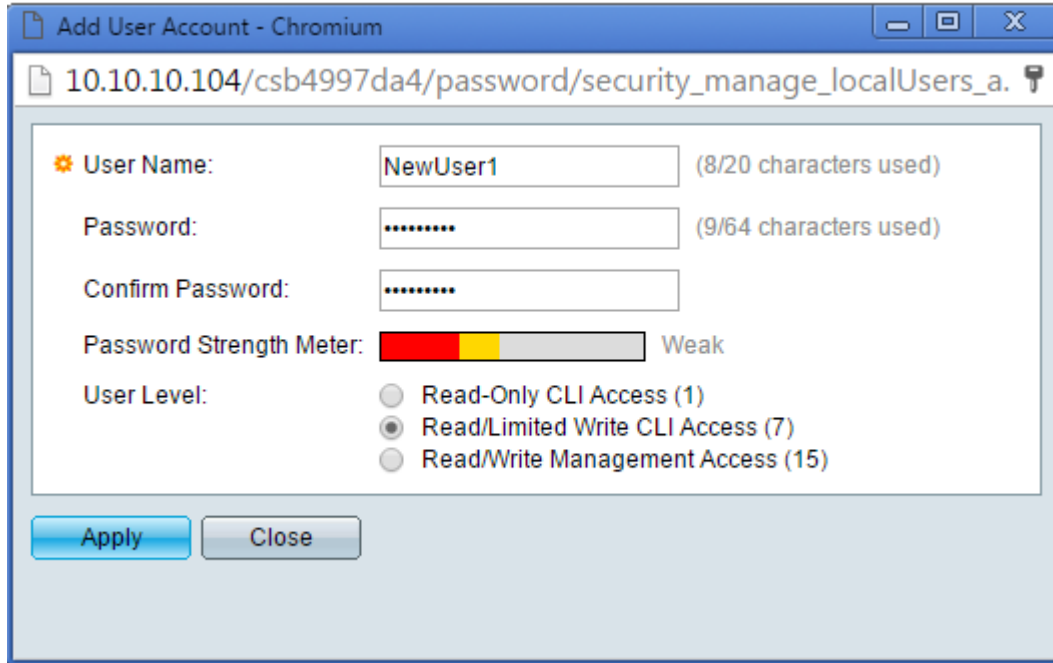 Add User Account - Chromium
10.10.10.104/csb4997da4/password/security_manage_localUsers_a.
User Name: NewUser1 (8/20 characters used)
Password: ••••••••• (9/64 characters used)
Confirm Password: •••••••••
Password Strength Meter: Weak
User Level: Read-Only CLI Access (1)
Read/Limited Write CLI Access (7)
Read/Write Management Access (15)
Apply Close